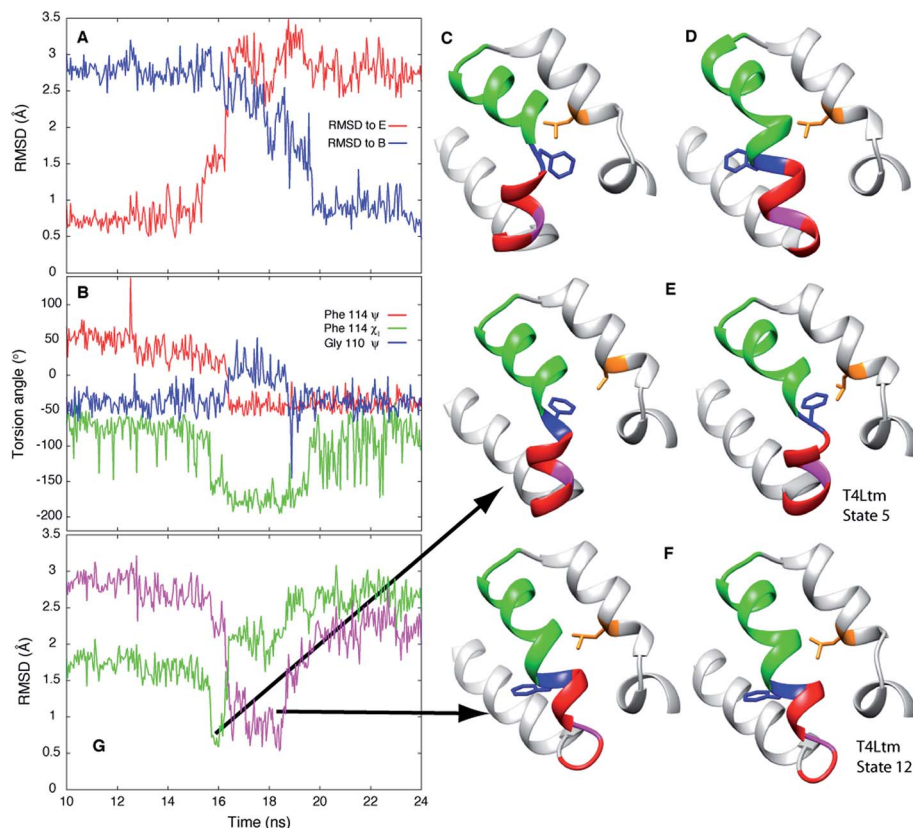 A
3.5
3
2.5
2
1.5
1
0.5
0
RMSD (Å)
RMSD to E
RMSD to B
B
100
50
0
-50
-100
-150
-200
Torsion angle (°)
Phe 114 ψ
Phe 114 χ₁
Gly 110 ψ
3.5
3
2.5
2
1.5
1
0.5
0
RMSD (Å)
G
10 12 14 16 18 20 22 24
Time (ns)
C
D
E
T4Ltm
State 5
F
T4Ltm
State 12